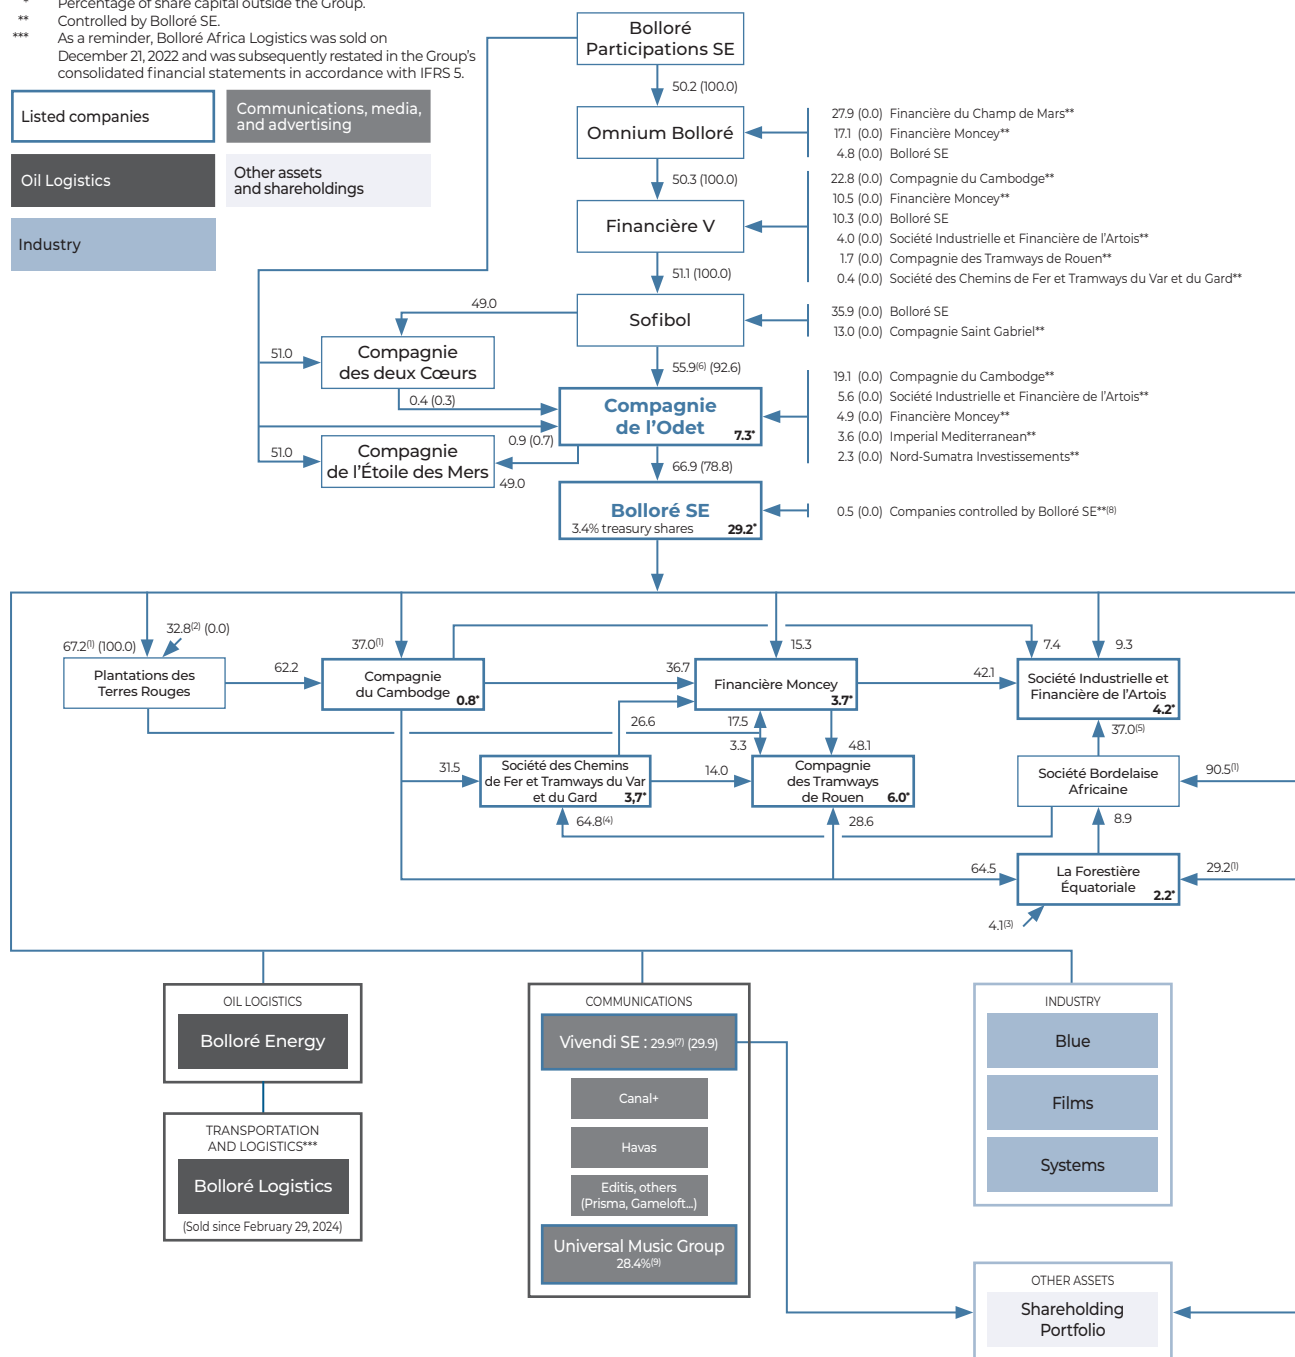 * Percentage of share capital outside the Group.
** Controlled by Bolloré SE.
*** As a reminder, Bolloré Africa Logistics was sold on
December 21, 2022 and was subsequently restated in the Group's
consolidated financial statements in accordance with IFRS 5.
Listed companies
Communications, media,
and advertising
Oil Logistics
Other assets
and shareholdings
Industry
Bolloré
Participations SE
50.2 (100.0)
Omnium Bolloré
27.9 (0.0) Financière du Champ de Mars**
17.1 (0.0) Financière Moncey**
4.8 (0.0) Bolloré SE
50.3 (100.0)
Financière V
22.8 (0.0) Compagnie du Cambodge**
10.5 (0.0) Financière Moncey**
10.3 (0.0) Bolloré SE
4.0 (0.0) Société Industrielle et Financière de l'Artois**
1.7 (0.0) Compagnie des Tramways de Rouen**
0.4 (0.0) Société des Chemins de Fer et Tramways du Var et du Gard**
51.1 (100.0)
49.0
Sofibol
35.9 (0.0) Bolloré SE
13.0 (0.0) Compagnie Saint Gabriel**
51.0
Compagnie
des deux Cœurs
55.9(6) (92.6)
0.4 (0.3)
Compagnie
de l'Odet
7.3*
19.1 (0.0) Compagnie du Cambodge**
5.6 (0.0) Société Industrielle et Financière de l'Artois**
4.9 (0.0) Financière Moncey**
3.6 (0.0) Imperial Mediterranean**
2.3 (0.0) Nord-Sumatra Investissements**
0.9 (0.7)
51.0
Compagnie
de l'Étoile des Mers
49.0
66.9 (78.8)
Bolloré SE
3.4% treasury shares 29.2*
0.5 (0.0) Companies controlled by Bolloré SE**(8)
67.2(1) (100.0)
32.8(2) (0.0)
37.0(1)
15.3
7.4
9.3
Plantations des
Terres Rouges
62.2
Compagnie
du Cambodge
0.8*
36.7
Financière Moncey
3.7*
42.1
Société Industrielle et
Financière de l'Artois
4.2*
26.6
17.5
3.3
48.1
37.0(5)
31.5
Société des Chemins
de Fer et Tramways du Var
et du Gard 3,7*
14.0
Compagnie
des Tramways
de Rouen 6.0*
Société Bordelaise
Africaine
90.5(1)
64.8(4)
28.6
8.9
64.5
La Forestière
Équatoriale
2.2*
29.2(1)
4.1(3)
OIL LOGISTICS
Bolloré Energy
TRANSPORTATION
AND LOGISTICS***
Bolloré Logistics
(Sold since February 29, 2024)
COMMUNICATIONS
Vivendi SE : 29.9(7) (29.9)
Canal+
Havas
Editis, others
(Prisma, Gameloft...)
Universal Music Group
28.4%(9)
INDUSTRY
Blue
Films
Systems
OTHER ASSETS
Shareholding
Portfolio